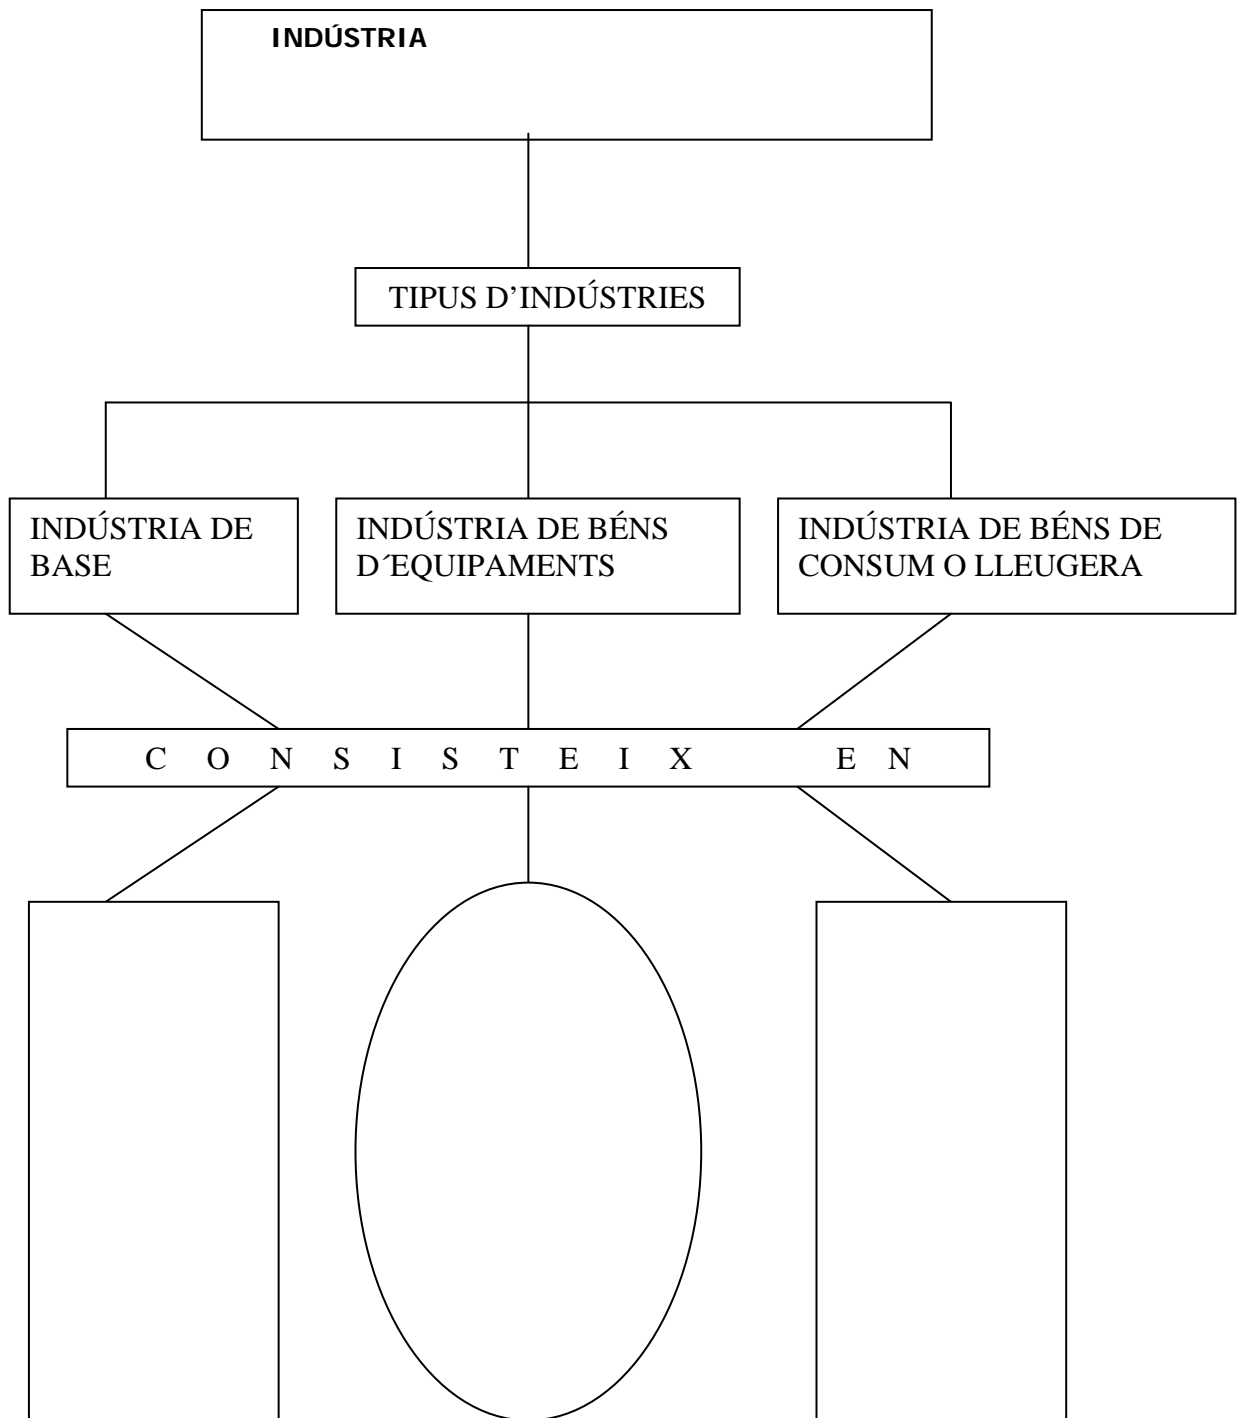 INDÚSTRIA
TIPUS D'INDÚSTRIES
INDÚSTRIA DE
BASE
INDÚSTRIA DE BÉNS
D´EQUIPAMENTS
INDÚSTRIA DE BÉNS DE
CONSUM O LLEUGERA
C O N S I S T E I X E N